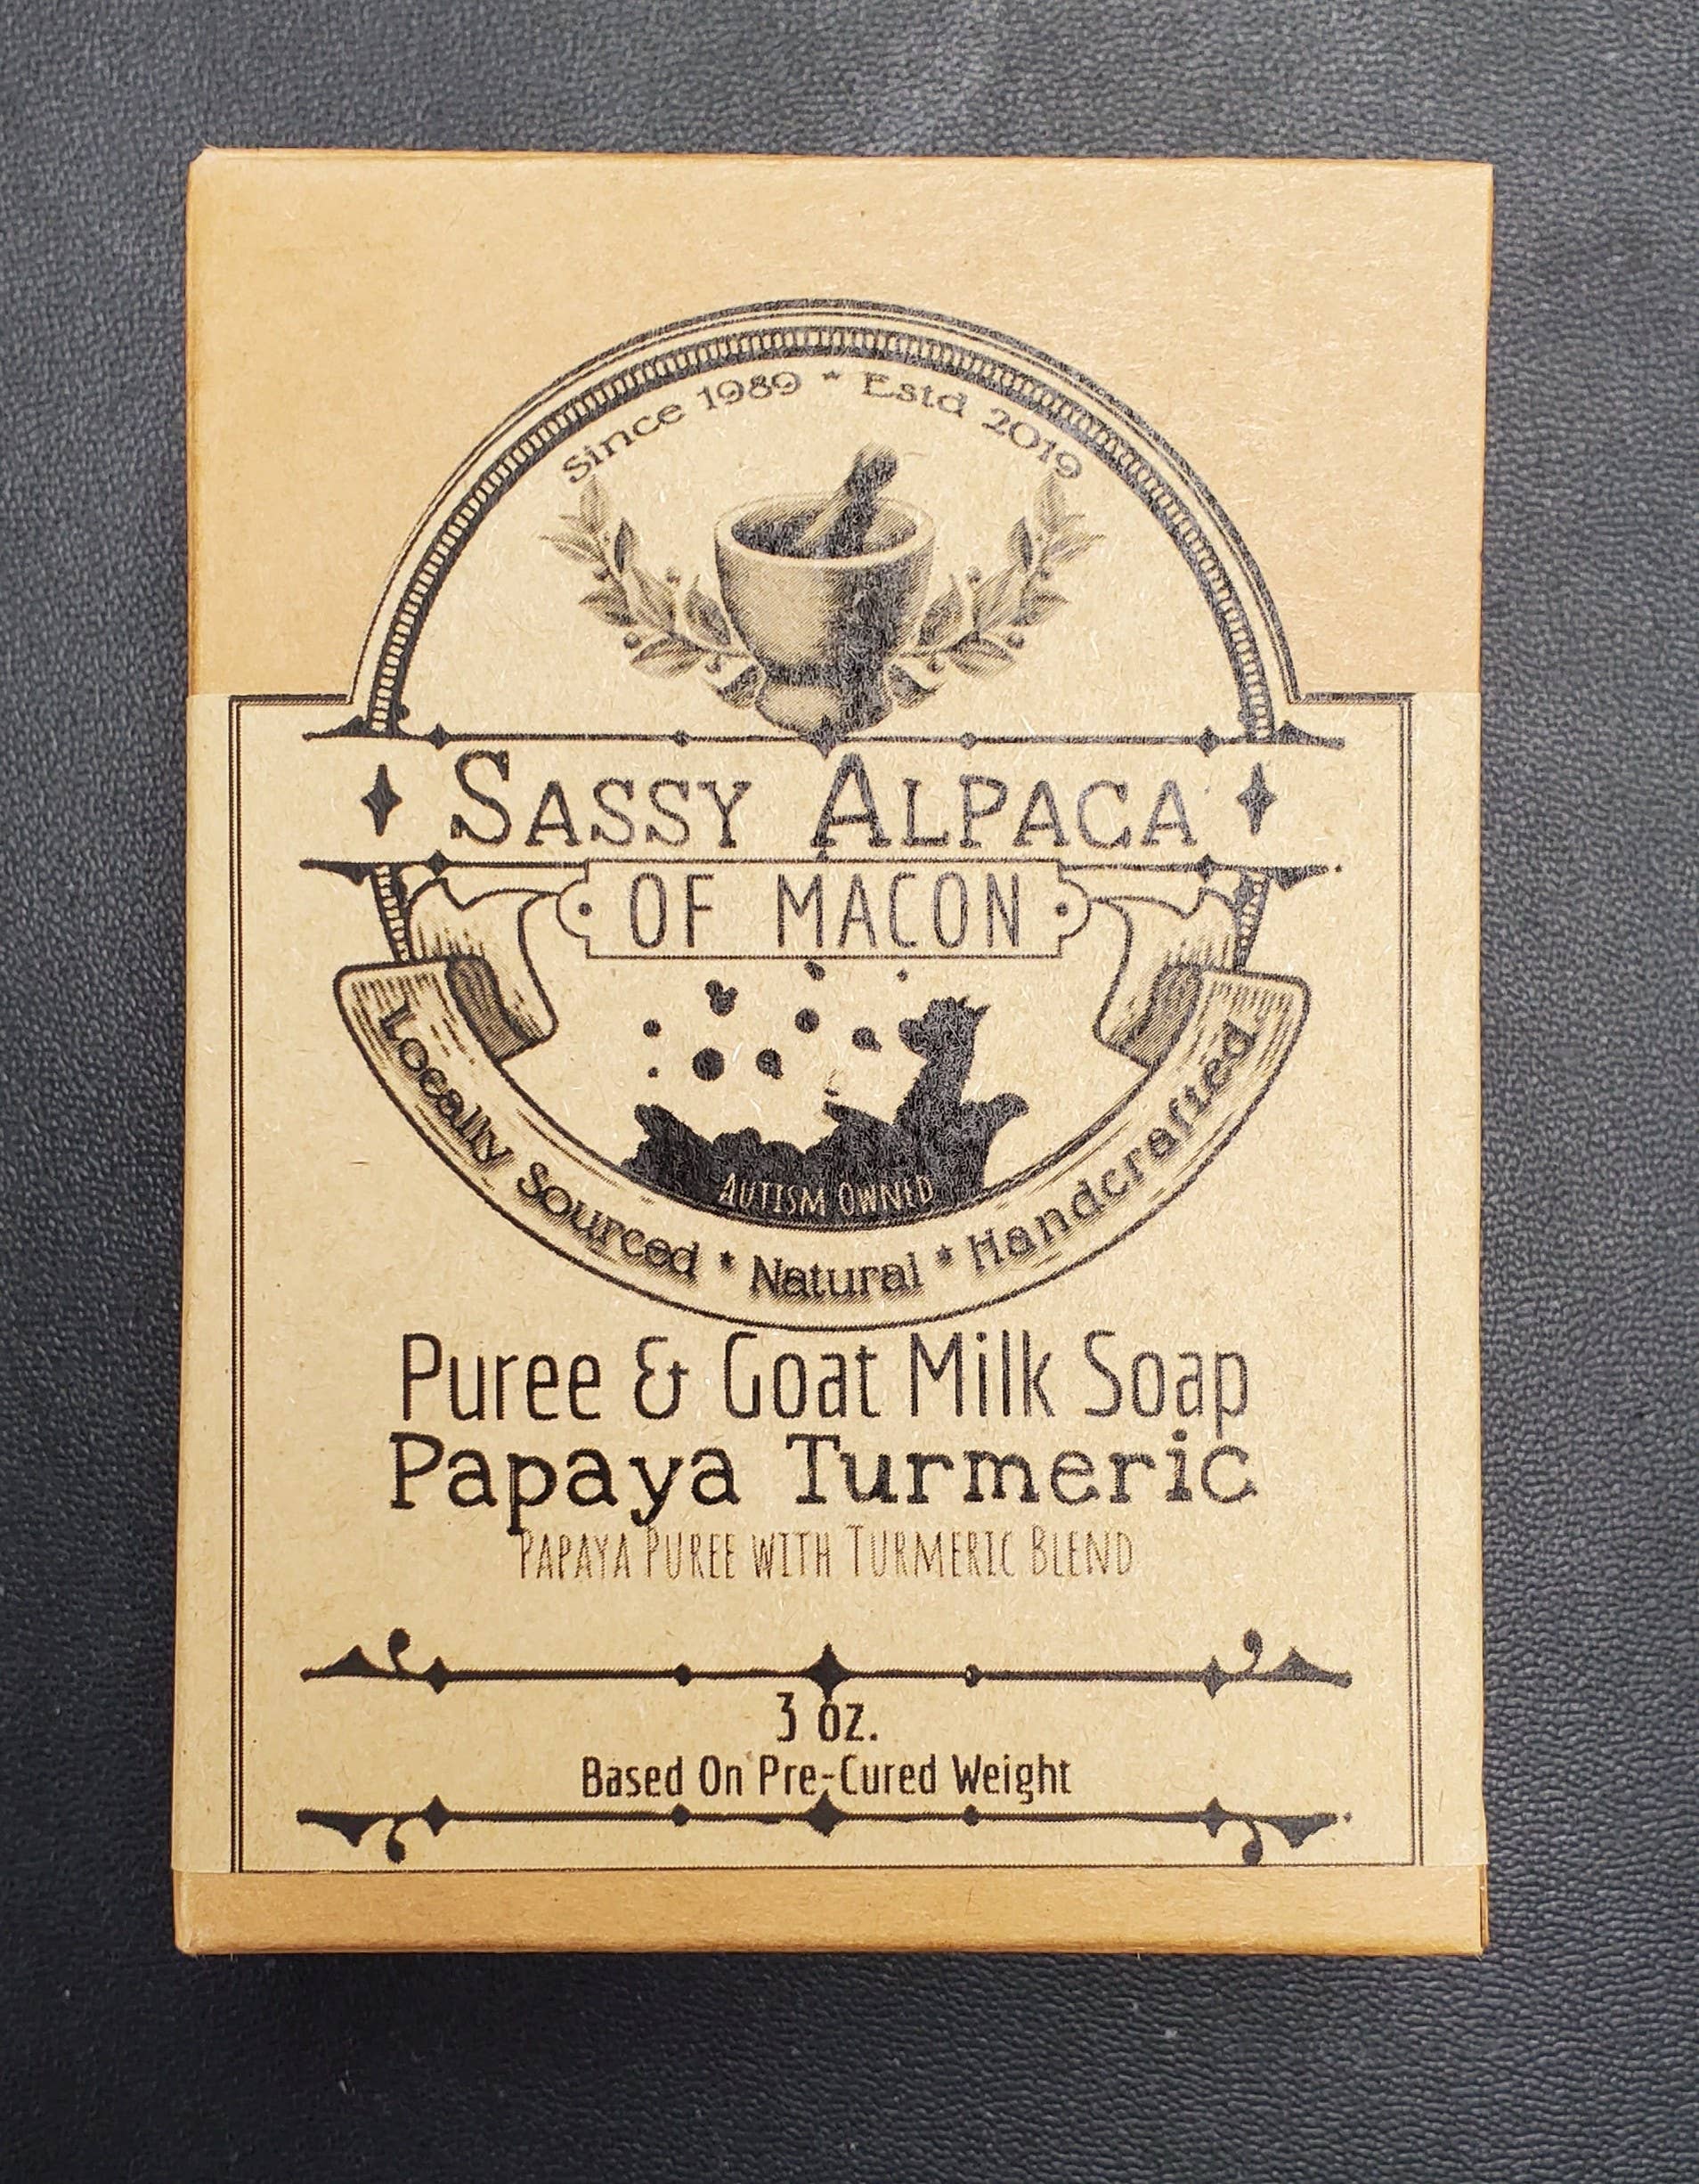 Since 1989 * Estd 2019
SASSY ALPACA
OF MACON
AUTISM OWNED
Locally Sourced * Natural * Handcrafted
Puree & Goat Milk Soap
Papaya Turmeric
PAPAYA PUREE WITH TURMERIC BLEND
3 oz.
Based On Pre-Cured Weight